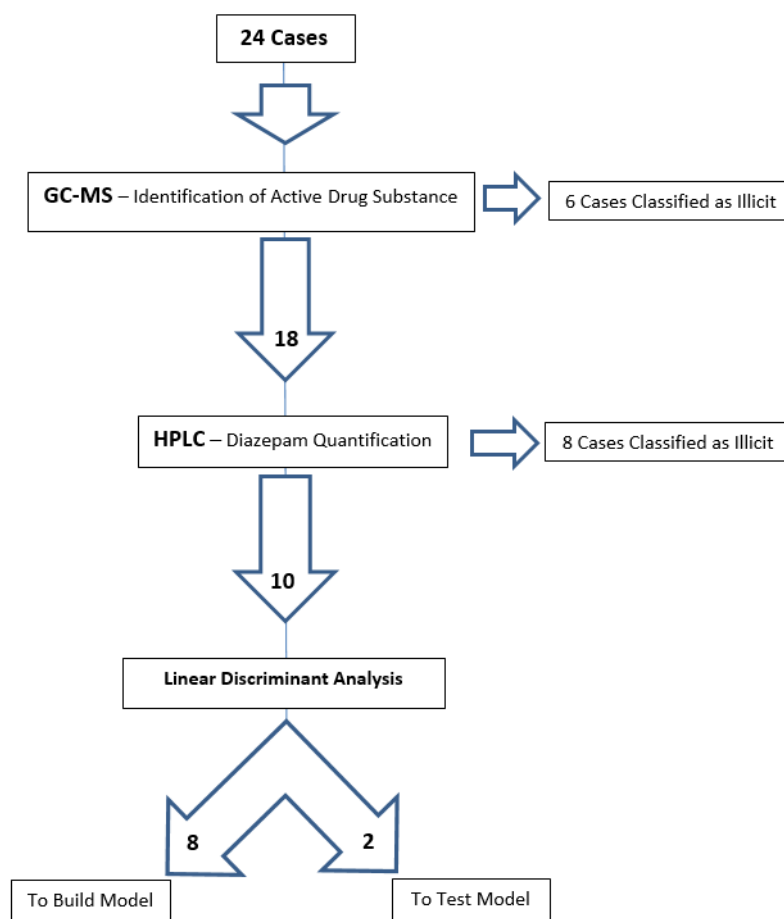 24 Cases
GC-MS – Identification of Active Drug Substance
6 Cases Classified as Illicit
18
HPLC – Diazepam Quantification
8 Cases Classified as Illicit
10
Linear Discriminant Analysis
8
2
To Build Model
To Test Model